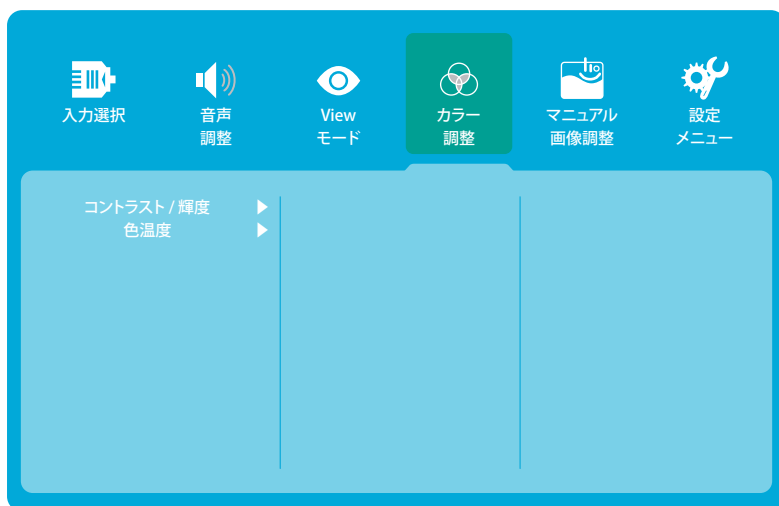 入力選択
音声
調整
View
モード
カラー
調整
マニュアル
画像調整
設定
メニュー
コントラスト / 輝度
色温度